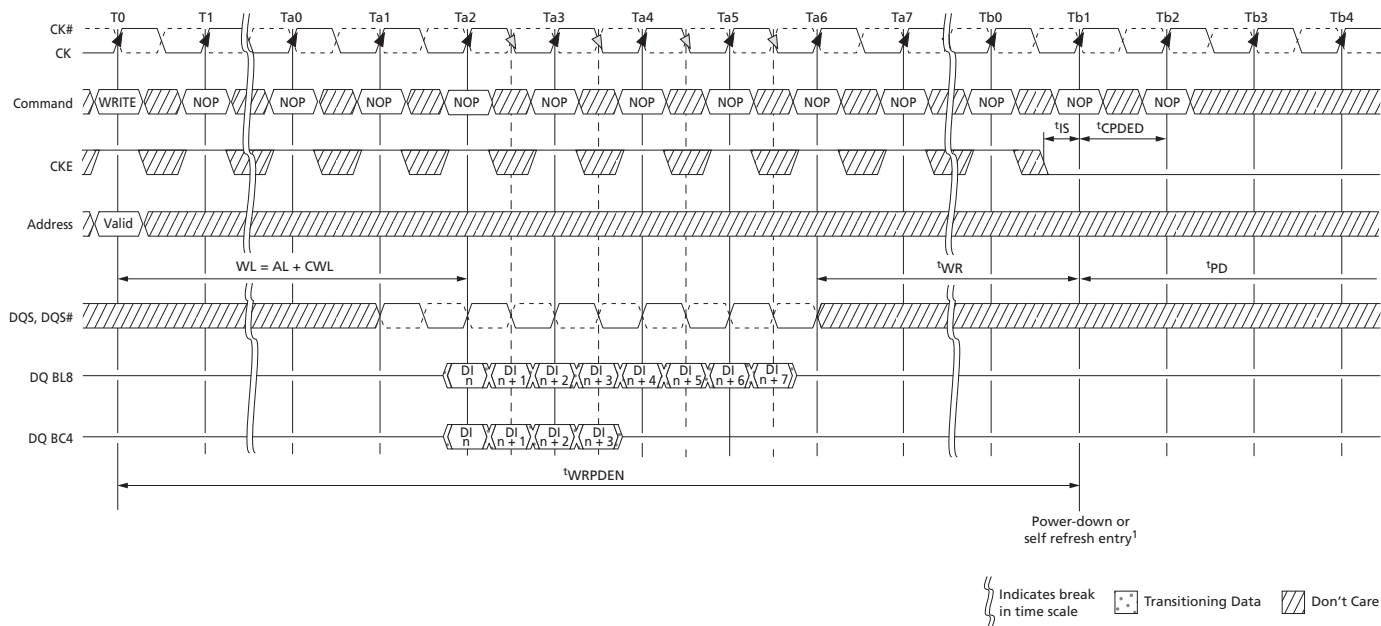 T0 T1 Ta0 Ta1 Ta2 Ta3 Ta4 Ta5 Ta6 Ta7 Tb0 Tb1 Tb2 Tb3 Tb4
CK#
CK
Command WRITE NOP NOP NOP NOP NOP NOP NOP NOP NOP NOP NOP NOP
tIS tCPDED
CKE
Address Valid
WL = AL + CWL tWR tPD
DQS, DQS#
DQ BL8 DI n DI n + 1 DI n + 2 DI n + 3 DI n + 4 DI n + 5 DI n + 6 DI n + 7
DQ BC4 DI n DI n + 1 DI n + 2 DI n + 3
tWRPDEN
Power-down or
self refresh entry1
Indicates break
in time scale
Transitioning Data
Don't Care